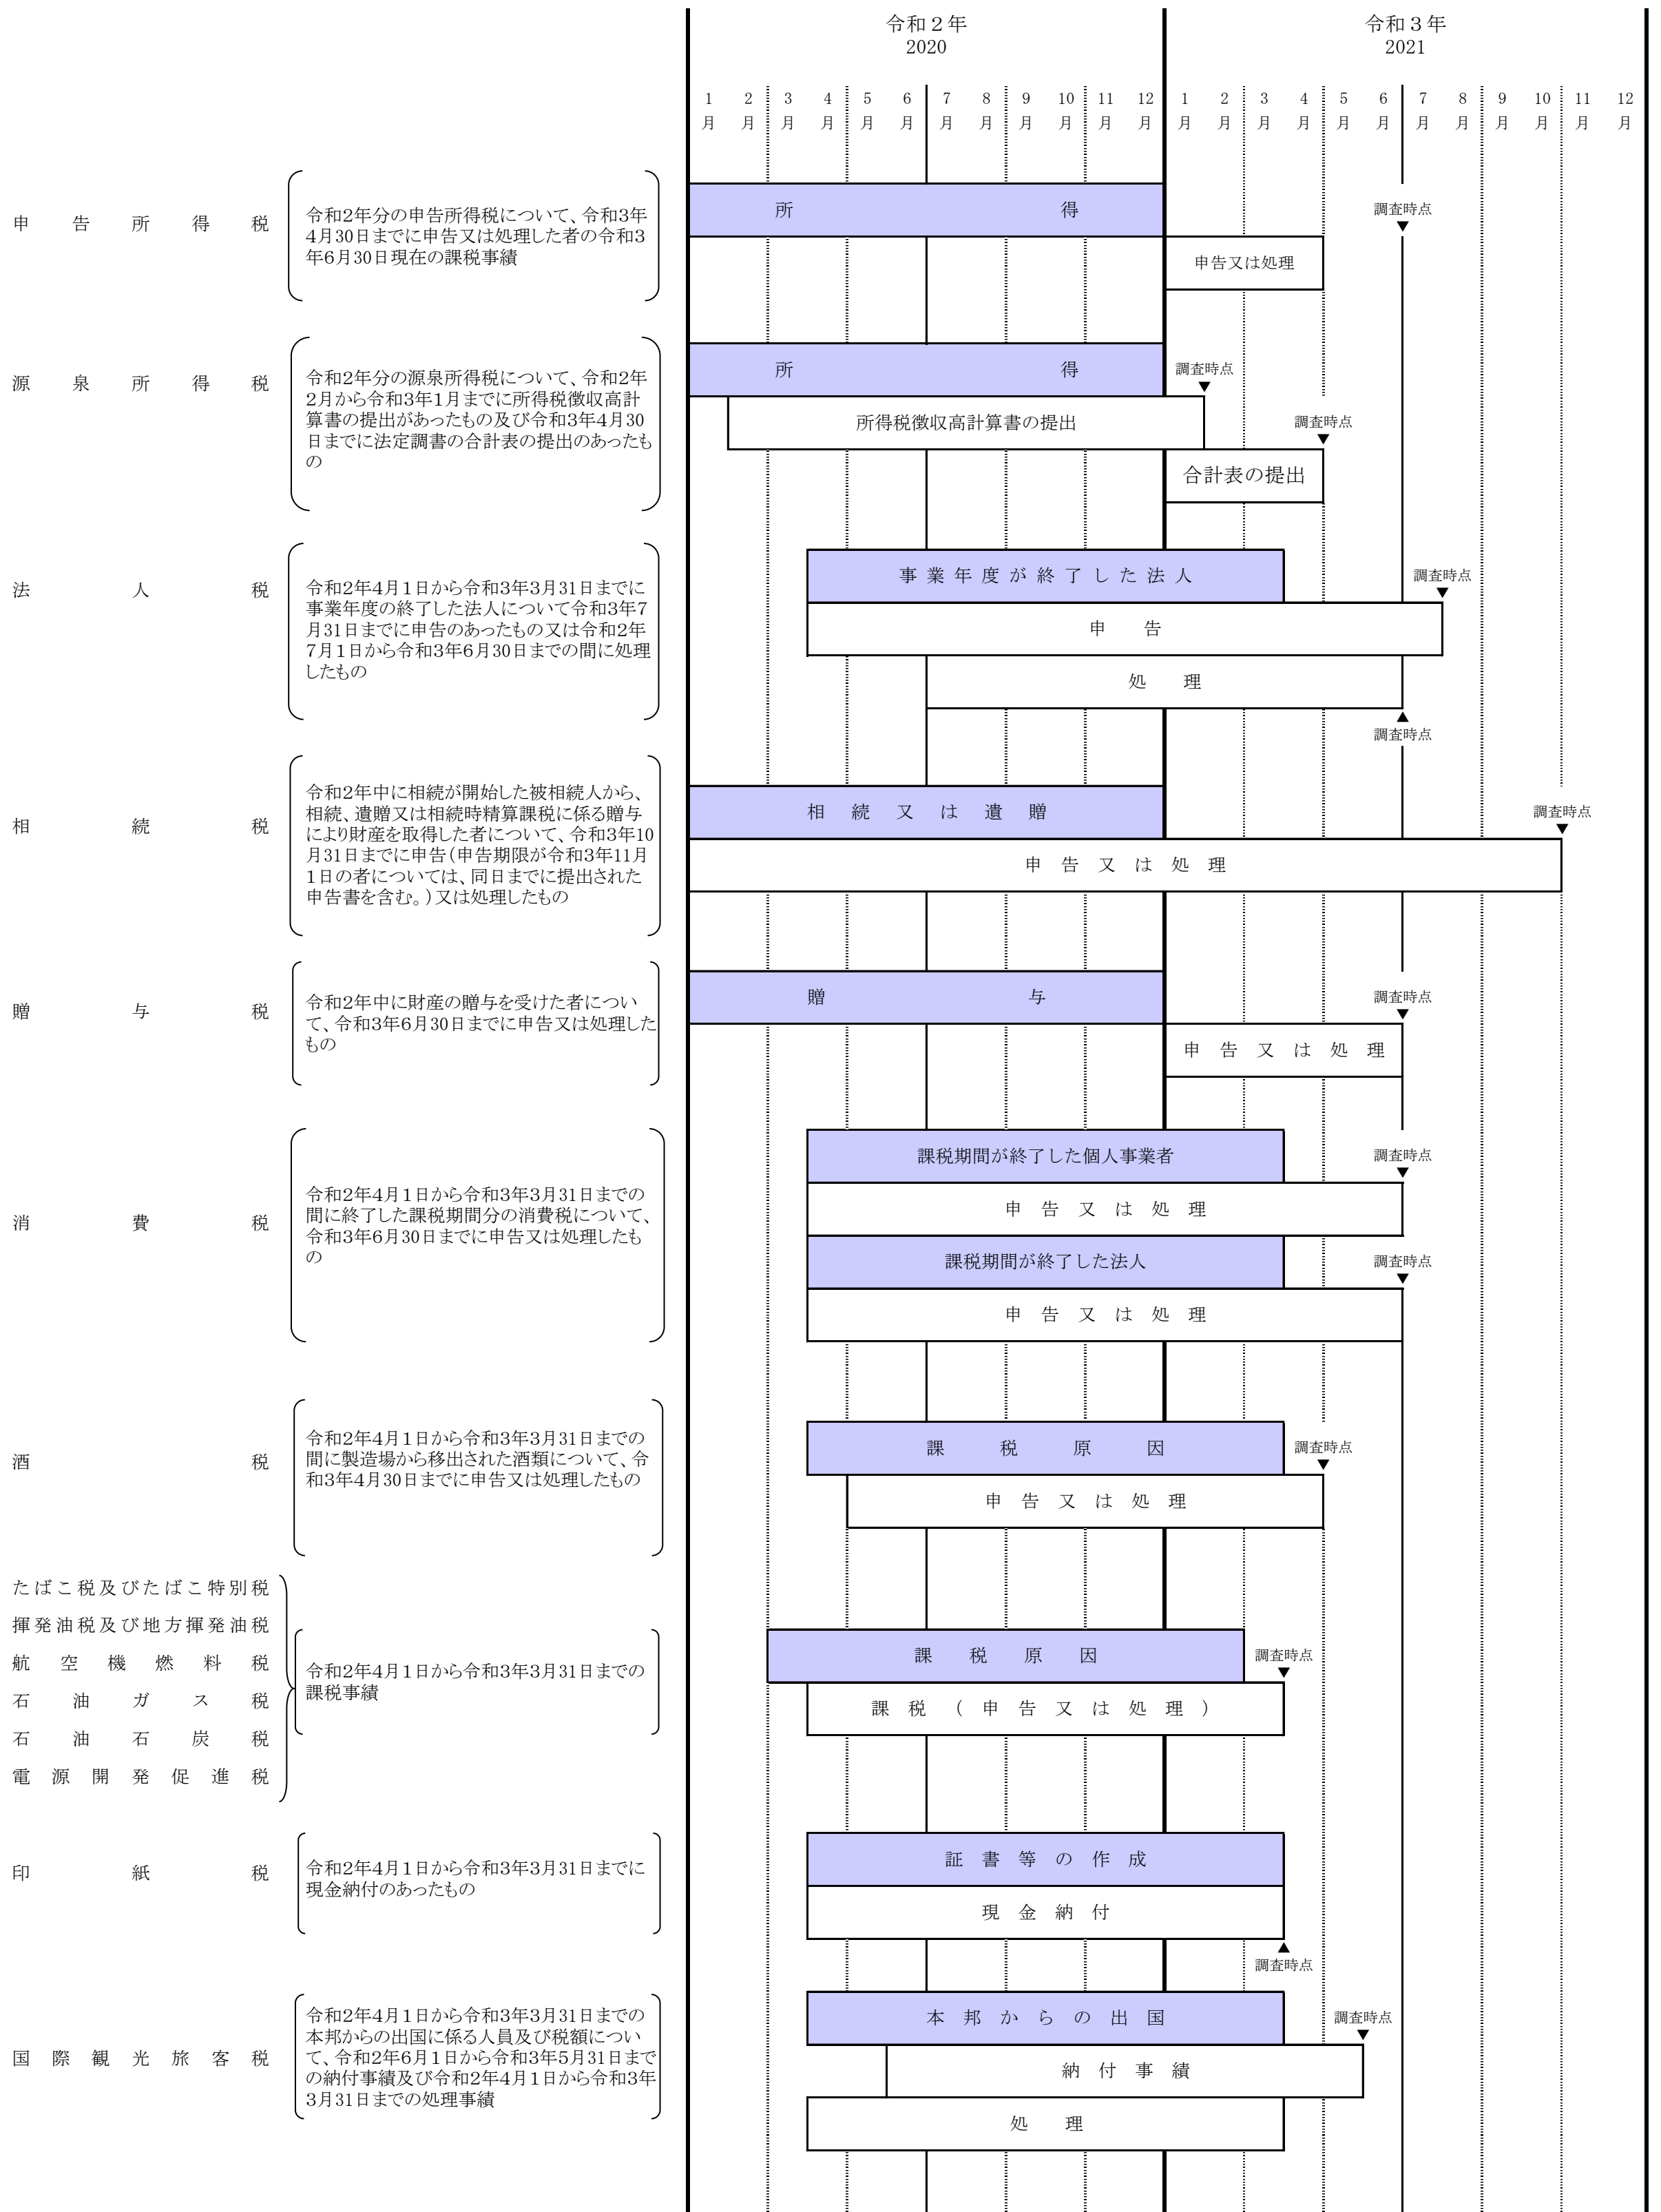 令和２年
2020
令和３年
2021
1月 2月 3月 4月 5月 6月 7月 8月 9月 10月 11月 12月 1月 2月 3月 4月 5月 6月 7月 8月 9月 10月 11月 12月
申告所得税
令和２年分の申告所得税について、令和３年
４月30日までに申告又は処理した者の令和３
年６月30日現在の課税事績
所得
調査時点
申告又は処理
源泉所得税
令和２年分の源泉所得税について、令和２年
２月から令和３年１月までに所得税徴収高計
算書の提出があったもの及び令和３年４月30
日までに法定調書の合計表の提出のあったも
の
所得
調査時点
所得税徴収高計算書の提出
調査時点
合計表の提出
法人税
令和２年４月１日から令和３年３月31日までに
事業年度の終了した法人について令和３年７
月31日までに申告のあったもの又は令和２年
７月１日から令和３年６月30日までの間に処理
したもの
事業年度が終了した法人
調査時点
申告
処理
調査時点
相続税
令和２年中に相続が開始した被相続人から、
相続、遺贈又は相続時精算課税に係る贈与
により財産を取得した者について、令和３年10
月31日までに申告（申告期限が令和３年11月
１日の者については、同日までに提出された
申告書を含む。）又は処理したもの
相続又は遺贈
調査時点
申告又は処理
贈与税
令和２年中に財産の贈与を受けた者につい
て、令和３年６月30日までに申告又は処理した
もの
贈与
調査時点
申告又は処理
消費税
令和２年４月１日から令和３年３月31日までの
間に終了した課税期間分の消費税について、
令和３年６月30日までに申告又は処理したも
の
課税期間が終了した個人事業者
調査時点
申告又は処理
課税期間が終了した法人
調査時点
申告又は処理
酒税
令和２年４月１日から令和３年３月31日までの
間に製造場から移出された酒類について、令
和３年４月30日までに申告又は処理したもの
課税原因
調査時点
申告又は処理
たばこ税及びたばこ特別税
揮発油税及び地方揮発油税
航空機燃料税
石油ガス税
石油石炭税
電源開発促進税
令和２年４月１日から令和３年３月31日までの
課税事績
課税原因
調査時点
課税（申告又は処理）
印紙税
令和２年４月１日から令和３年３月31日までに
現金納付のあったもの
証書等の作成
現金納付
調査時点
国際観光旅客税
令和２年４月１日から令和３年３月31日までの
本邦からの出国に係る人員及び税額につい
て、令和２年６月１日から令和３年５月31日まで
の納付事績及び令和２年４月１日から令和３年
３月31日までの処理事績
本邦からの出国
調査時点
納付事績
処理